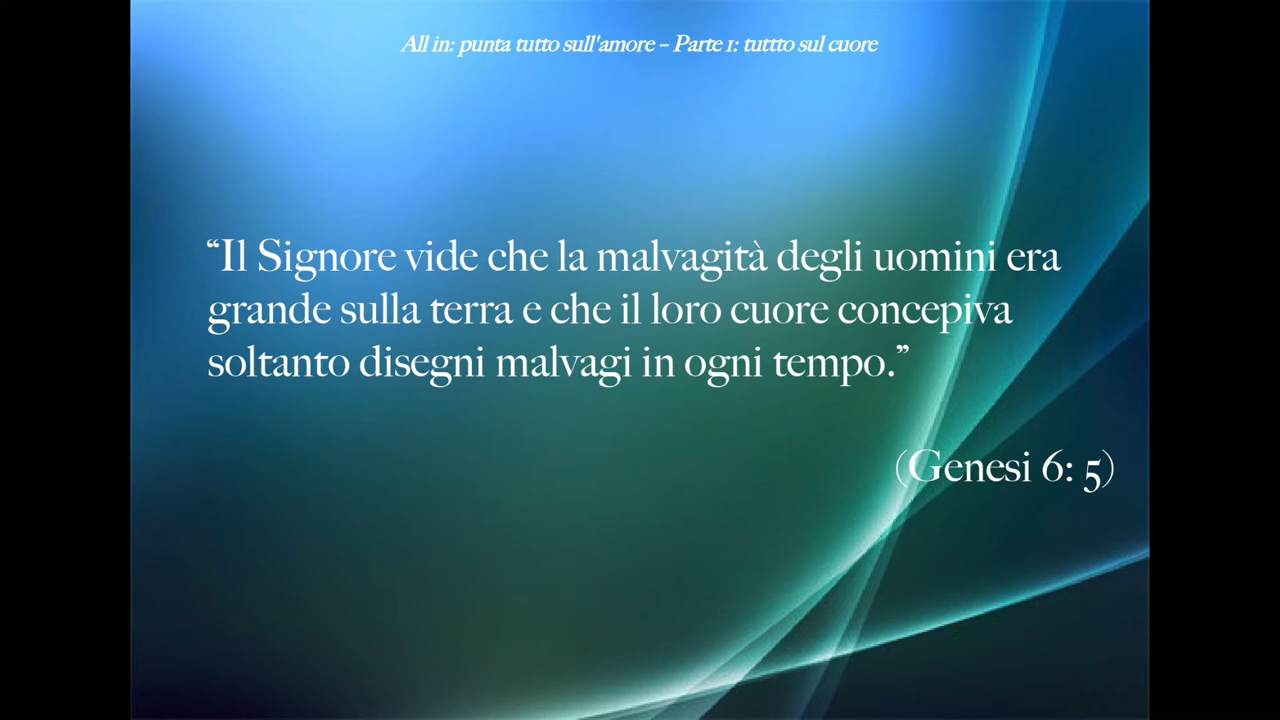 All in: punta tutto sull'amore – Parte 1: tuttto sul cuore
“Il Signore vide che la malvagità degli uomini era
grande sulla terra e che il loro cuore concepiva
soltanto disegni malvagi in ogni tempo.”
(Genesi 6: 5)